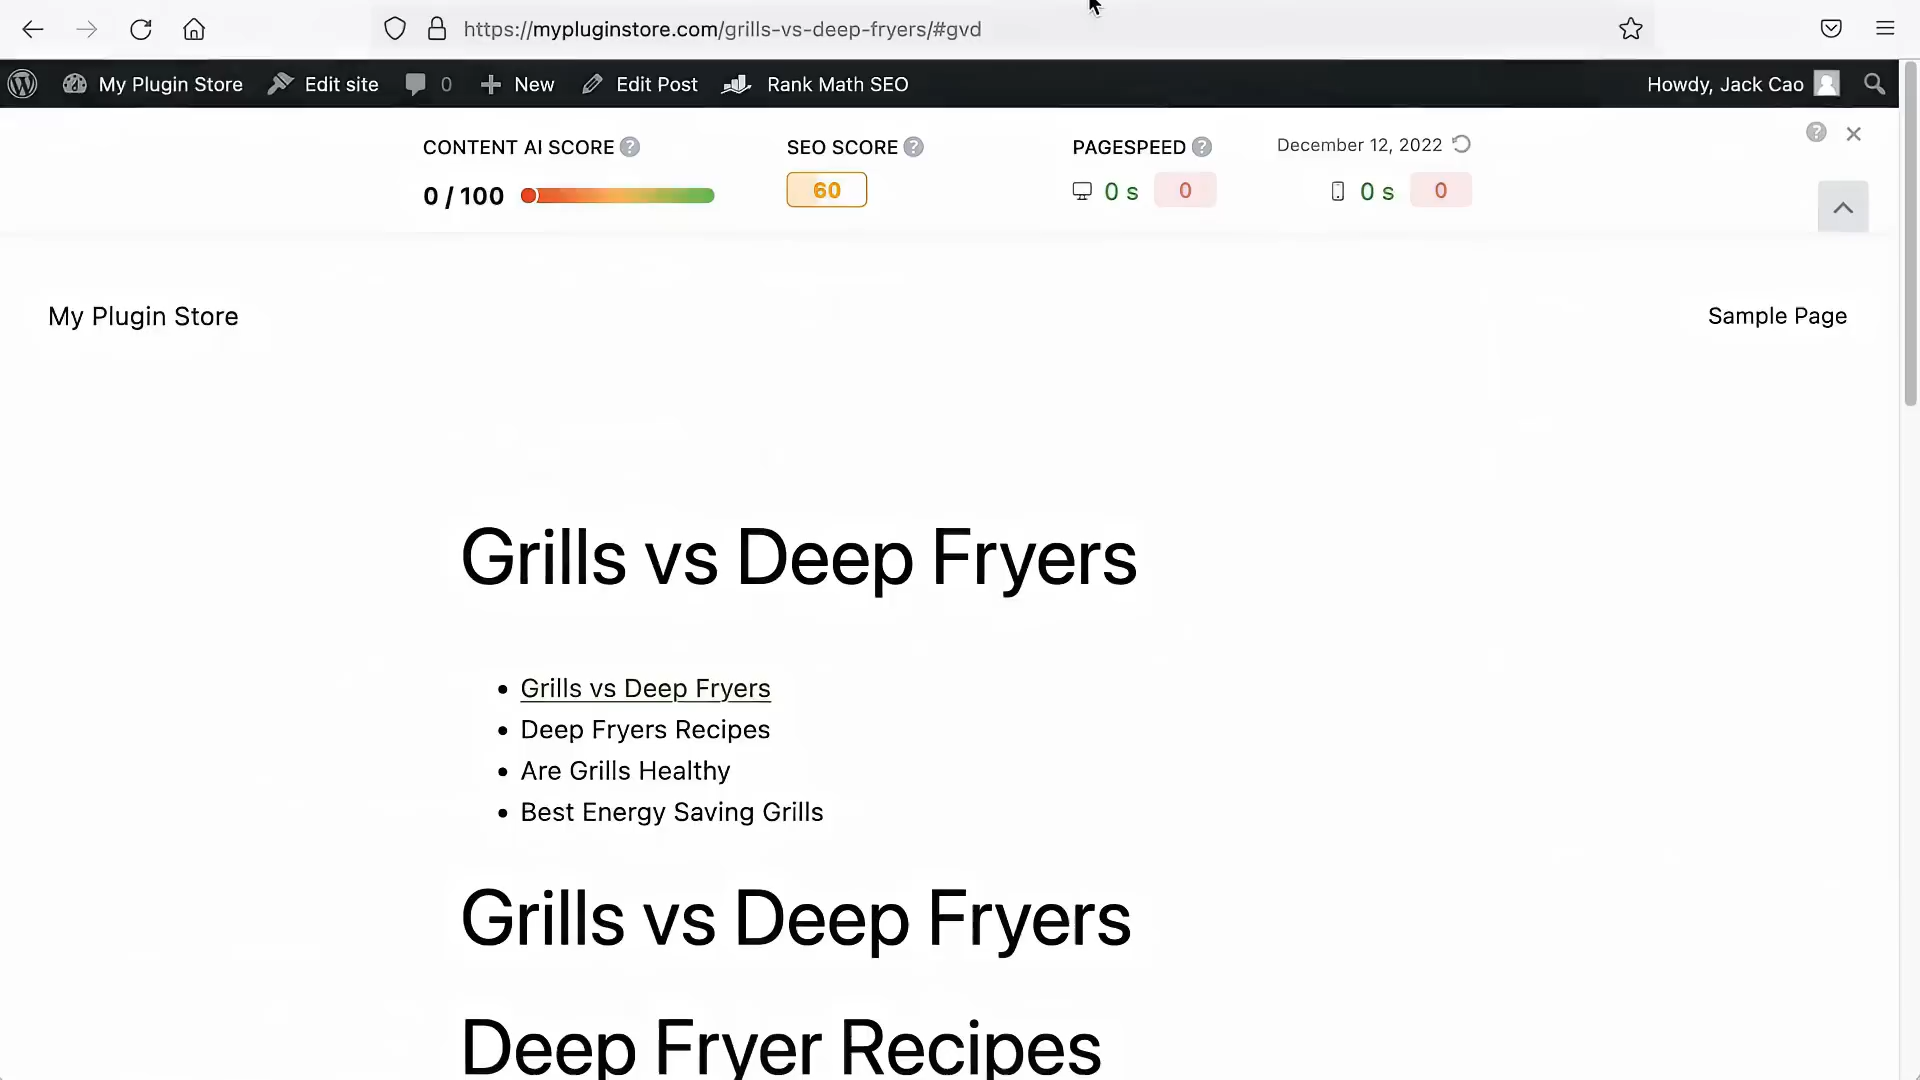 https://mypluginstore.com/grills-vs-deep-fryers/#gvd
My Plugin Store Edit site 0 New Edit Post Rank Math SEO Howdy, Jack Cao
CONTENT AI SCORE ? SEO SCORE ? PAGESPEED ? December 12, 2022 ?
0 / 100 60 0 s 0 0 s 0
My Plugin Store Sample Page
Grills vs Deep Fryers
• Grills vs Deep Fryers
• Deep Fryers Recipes
• Are Grills Healthy
• Best Energy Saving Grills
Grills vs Deep Fryers
Deep Fryer Recipes